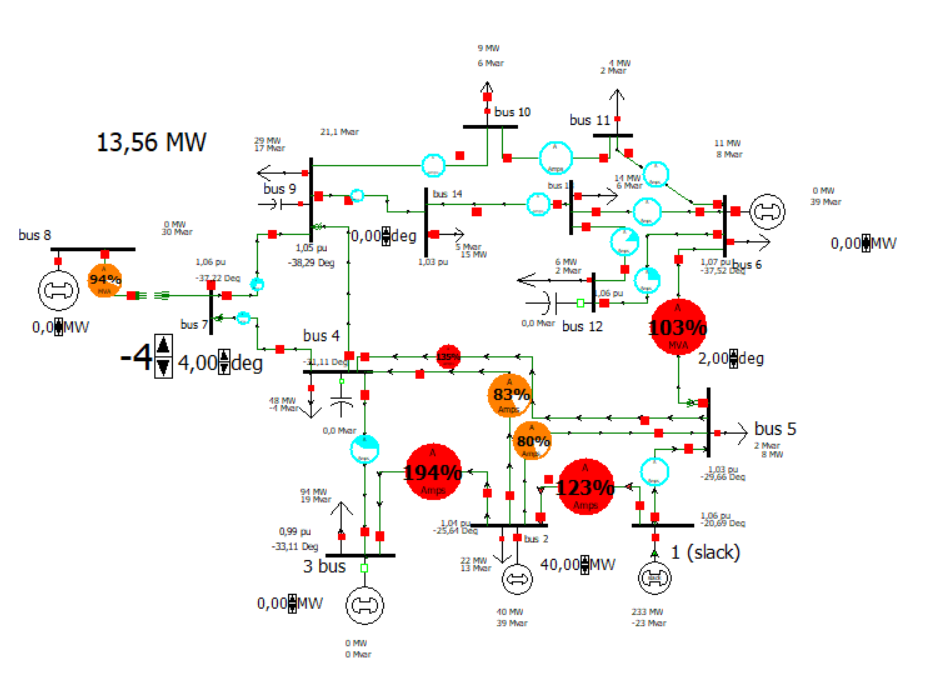 9 MW
6 Mvar
4 MW
2 Mvar
bus 10
bus 11
21,1 Mvar
13,56 MW
29 MW
17 Mvar
11 MW
8 Mvar
A
Amps
14 MW
6 Mvar
bus 9
bus 14
bus 1
0 MW
39 Mvar
0 MW
30 Mvar
bus 8
0,00 deg
5 Mvar
15 MW
0,00 MW
1,05 pu
-38,29 Deg
1,03 pu
1,07 pu
-37,52 Deg
bus 6
1,06 pu
-37,22 Deg
6 MW
2 Mvar
A
94%
MVA
1,06 pu
0,0 Mvar
bus 12
0,00 MW
bus 7
bus 4
A
103%
MVA
-4
4,00 deg
-31,11 Deg
2,00 deg
48 MW
-4 Mvar
A
83%
Amps
0,0 Mvar
A
80%
Amps
bus 5
2 Mvar
8 MW
A
194%
Amps
A
123%
Amps
1,03 pu
-29,66 Deg
94 MW
19 Mvar
0,99 pu
-33,11 Deg
1,04 pu
-25,64 Deg
bus 2
1,06 pu
-20,69 Deg
1 (slack)
3 bus
22 MW
13 Mvar
40,00 MW
slack
0,00 MW
40 MW
39 Mvar
233 MW
-23 Mvar
0 MW
0 Mvar